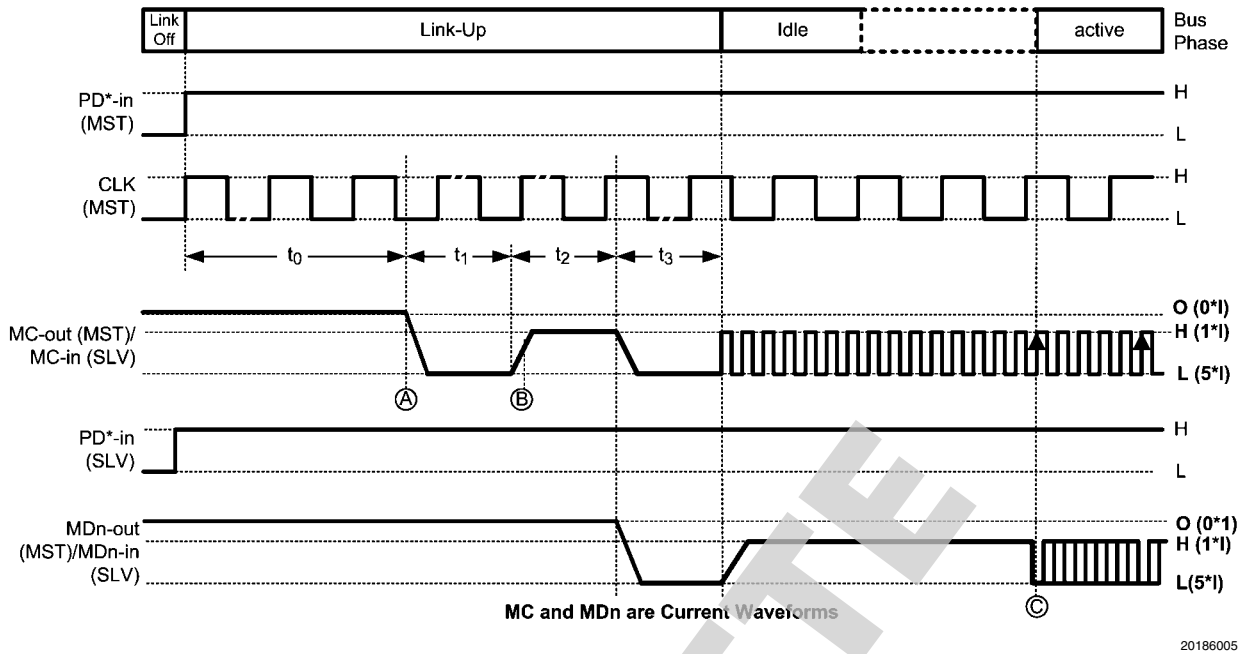 Link
Off
Link-Up
Idle
active
Bus
Phase
PD*-in
(MST)
H
L
CLK
(MST)
H
L
t0
t1
t2
t3
MC-out (MST)/
MC-in (SLV)
O (0*I)
H (1*I)
L (5*I)
A
B
PD*-in
(SLV)
H
L
MDn-out
(MST)/MDn-in
(SLV)
O (0*1)
H (1*I)
L(5*I)
C
MC and MDn are Current Waveforms
20186005